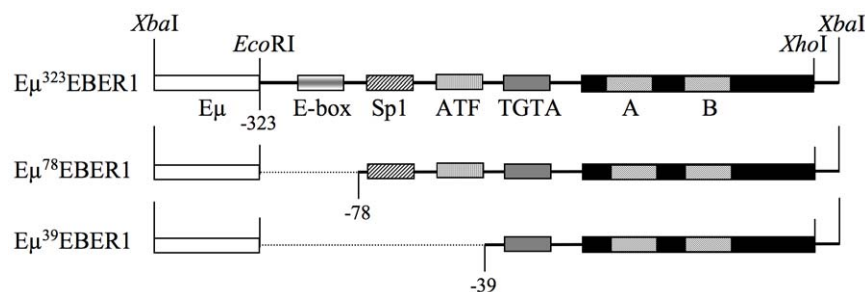 XbaI
EcoRI
XhoI
XbaI
Eµ³²³EBER1
Eµ
-323
E-box
Sp1
ATF
TGTA
A
B
Eµ⁷⁸EBER1
-78
Eµ³⁹EBER1
-39